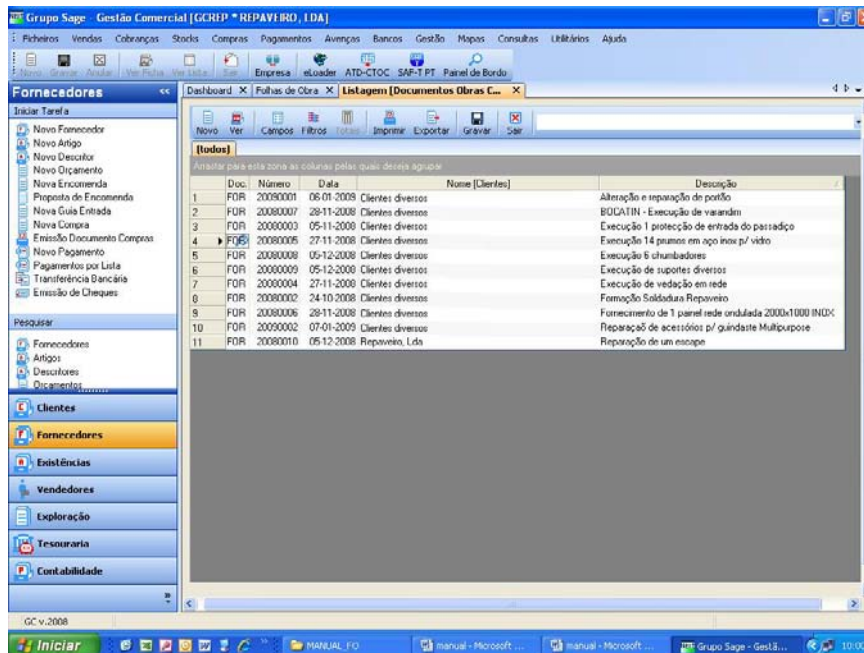 Grupo Sage - Gestão Comercial [GCREP * REPAVEIRO, LDA]
Ficheiros Vendas Cobranças Stocks Compras Pagamentos Avenças Bancos Gestão Mapas Consultas Utilitários Ajuda
Novo Gravar Anular Ver Ficha Ver Lista Sair Empresa eLoader ATD-CTOC SAF-T PT Painel de Bordo
Fornecedores «
Dashboard X Folhas de Obra X Listagem [Documentos Obras C... X
Iniciar Tarefa
Novo Fornecedor
Novo Artigo
Novo Descritor
Novo Orçamento
Nova Encomenda
Proposta de Encomenda
Nova Guia Entrada
Nova Compra
Emissão Documento Compras
Novo Pagamento
Pagamentos por Lista
Transferência Bancária
Emissão de Cheques
Pesquisar
Fornecedores
Artigos
Descritores
Orçamentos
Clientes
Fornecedores
Existências
Vendedores
Exploração
Tesouraria
Contabilidade
Novo Ver Campos Filtros Totais Imprimir Exportar Gravar Sair
(todos)
Arrastar para esta zona as colunas pelas quais deseja agrupar
Doc. Número Data Nome [Clientes] Descrição
1 FOR 20090001 06-01-2009 Clientes diversos Alteração e reparação de portão
2 FOR 20080007 28-11-2008 Clientes diversos BOCATIN - Execução de varandim
3 FOR 20080003 05-11-2008 Clientes diversos Execução 1 protecção de entrada do passadiço
4 FOR 20080005 27-11-2008 Clientes diversos Execução 14 prumos em aço inox p/ vidro
5 FOR 20080008 05-12-2008 Clientes diversos Execução 6 chumbadores
6 FOR 20080009 05-12-2008 Clientes diversos Execução de suportes diversos
7 FOR 20080004 27-11-2008 Clientes diversos Execução de vedação em rede
8 FOR 20080002 24-10-2008 Clientes diversos Formação Soldadura Repaveiro
9 FOR 20080006 28-11-2008 Clientes diversos Fornecimento de 1 painel rede ondulada 2000x1000 INOX
10 FOR 20090002 07-01-2009 Clientes diversos Reparaçaõ de acessórios p/ guindaste Multipurpose
11 FOR 20080010 05-12-2008 Repaveiro, Lda Reparação de um escape
GC v.2008
Iniciar MANUAL_FO manual - Microsoft ... manual - Microsoft ... Grupo Sage - Gestã... 10:00